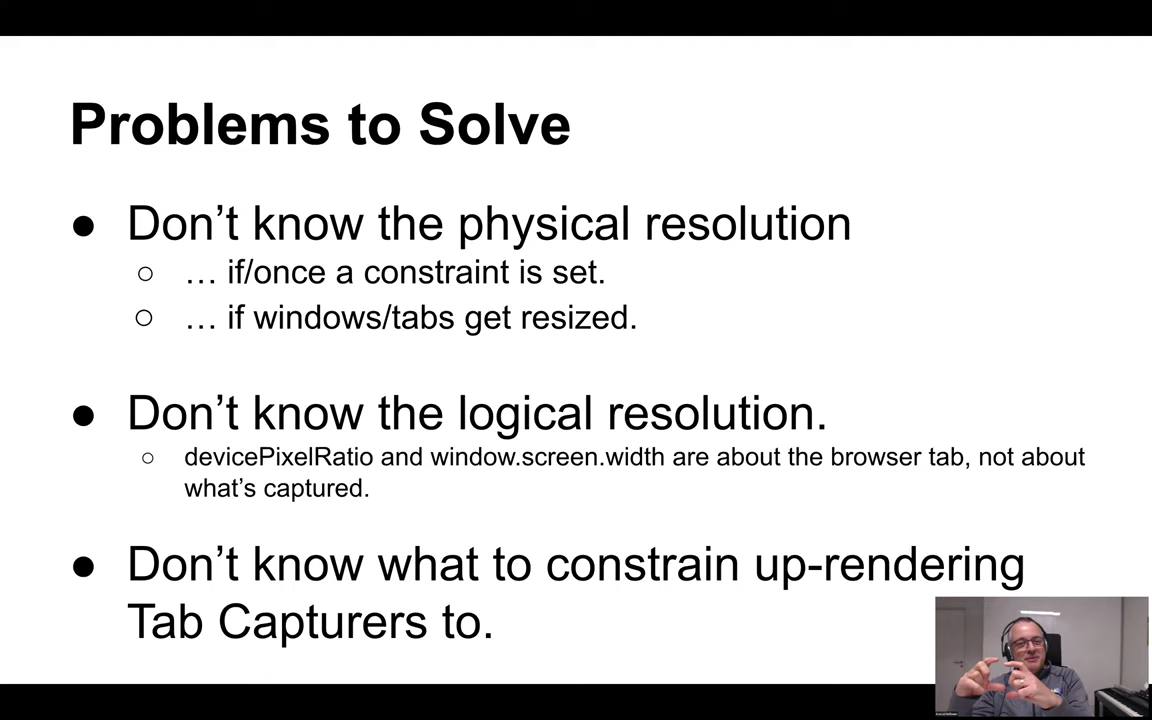 Problems to Solve
● Don’t know the physical resolution
○ … if/once a constraint is set.
○ … if windows/tabs get resized.
● Don’t know the logical resolution.
○ devicePixelRatio and window.screen.width are about the browser tab, not about
what’s captured.
● Don’t know what to constrain up-rendering
Tab Capturers to.